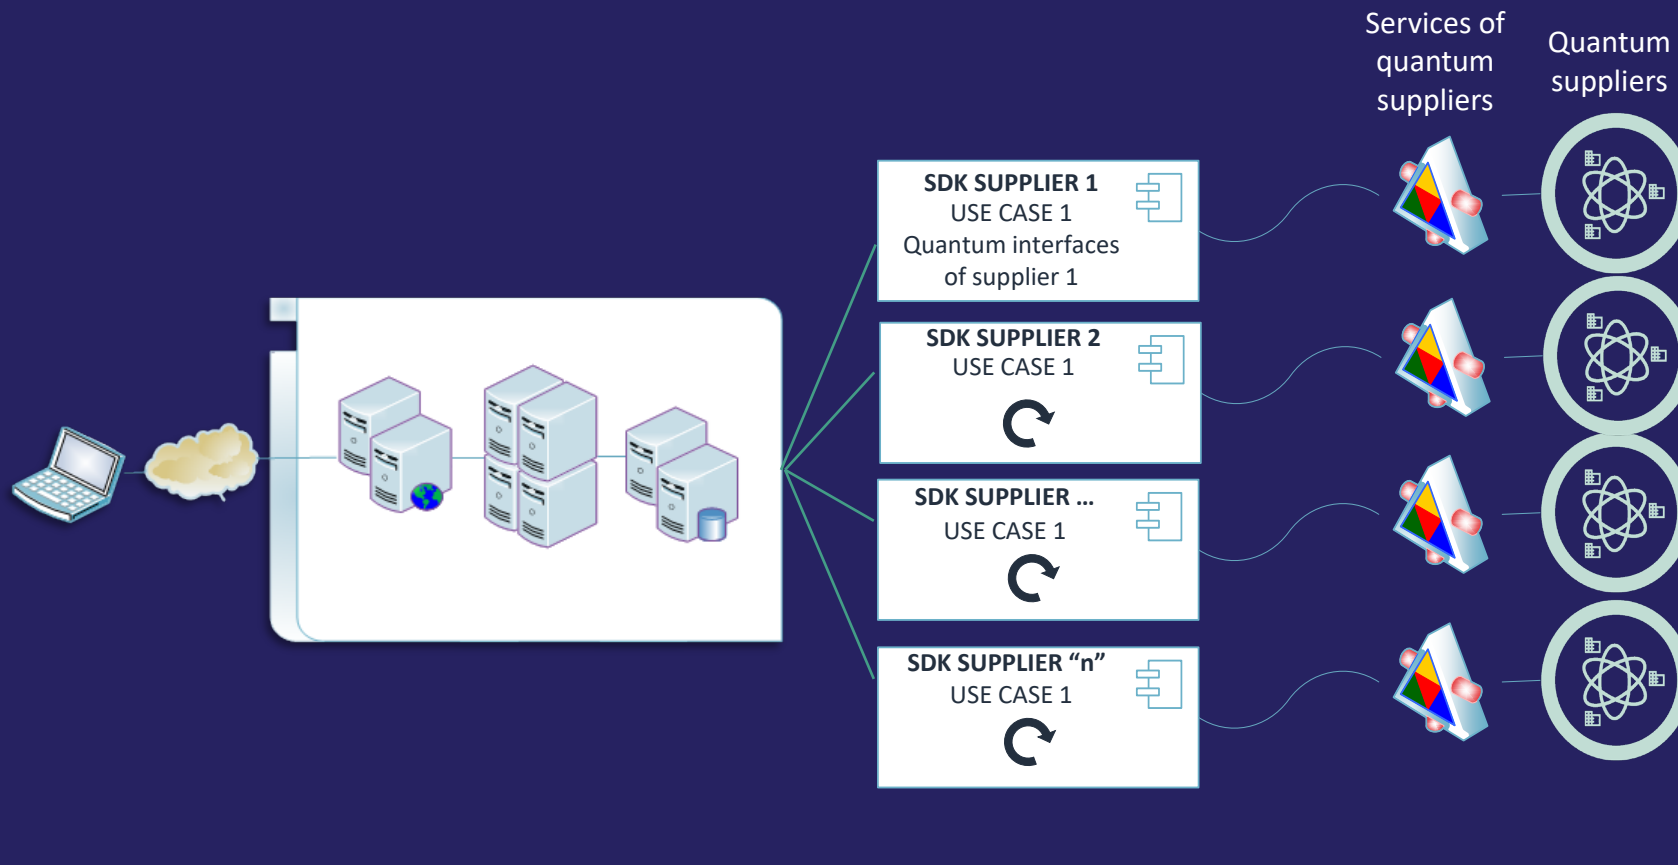 Services of
quantum
suppliers
Quantum
suppliers
SDK SUPPLIER 1
USE CASE 1
Quantum interfaces
of supplier 1
SDK SUPPLIER 2
USE CASE 1
SDK SUPPLIER ...
USE CASE 1
SDK SUPPLIER “n”
USE CASE 1